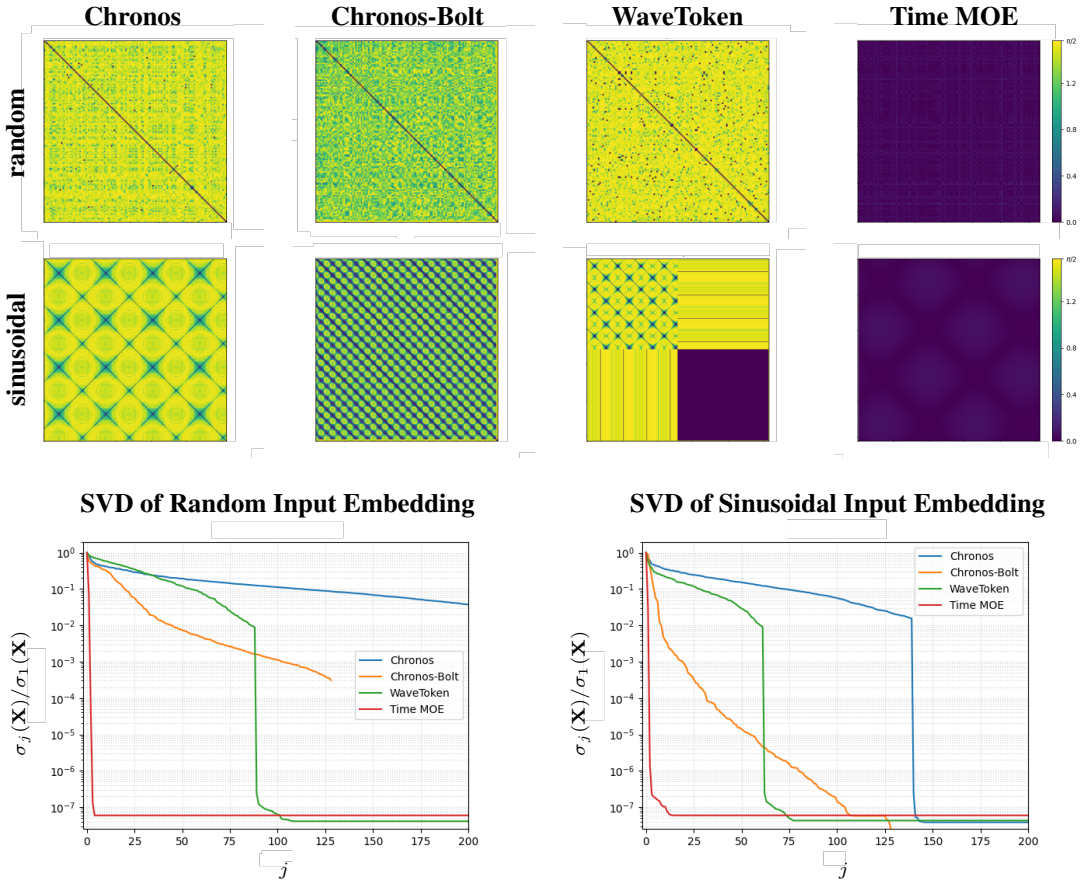 Chronos Chronos-Bolt WaveToken Time MOE
random
π/2
1.2
0.8
0.4
0.0
sinusoidal
π/2
1.2
0.8
0.4
0.0
SVD of Random Input Embedding
σj(X)/σ1(X)
10⁰
10⁻¹
10⁻²
10⁻³
10⁻⁴
10⁻⁵
10⁻⁶
10⁻⁷
Chronos
Chronos-Bolt
WaveToken
Time MOE
0 25 50 75 100 125 150 175 200
j
SVD of Sinusoidal Input Embedding
σj(X)/σ1(X)
10⁰
10⁻¹
10⁻²
10⁻³
10⁻⁴
10⁻⁵
10⁻⁶
10⁻⁷
Chronos
Chronos-Bolt
WaveToken
Time MOE
0 25 50 75 100 125 150 175 200
j